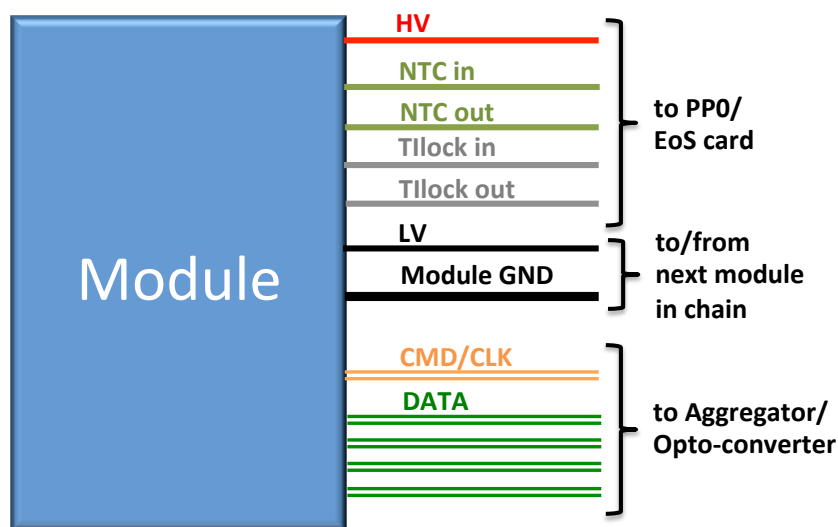 Module
HV
NTC in
NTC out
TIlock in
TIlock out
LV
Module GND
CMD/CLK
DATA
to PP0/
EoS card
to/from
next module
in chain
to Aggregator/
Opto-converter